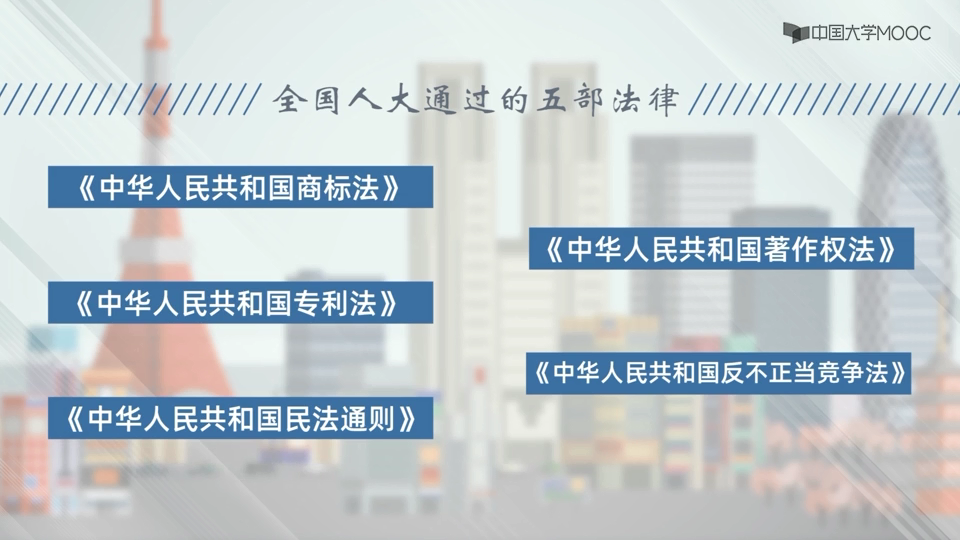 中国大学MOOC
全国人大通过的五部法律
《中华人民共和国商标法》
《中华人民共和国著作权法》
《中华人民共和国专利法》
《中华人民共和国反不正当竞争法》
《中华人民共和国民法通则》